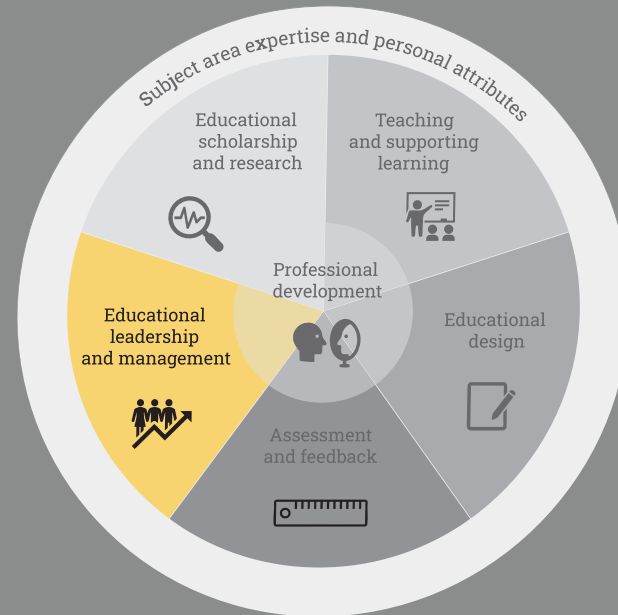 Subject area expertise and personal attributes
Educational
scholarship
and research
Teaching
and supporting
learning
Professional
development
Educational
leadership
and management
Educational
design
Assessment
and feedback